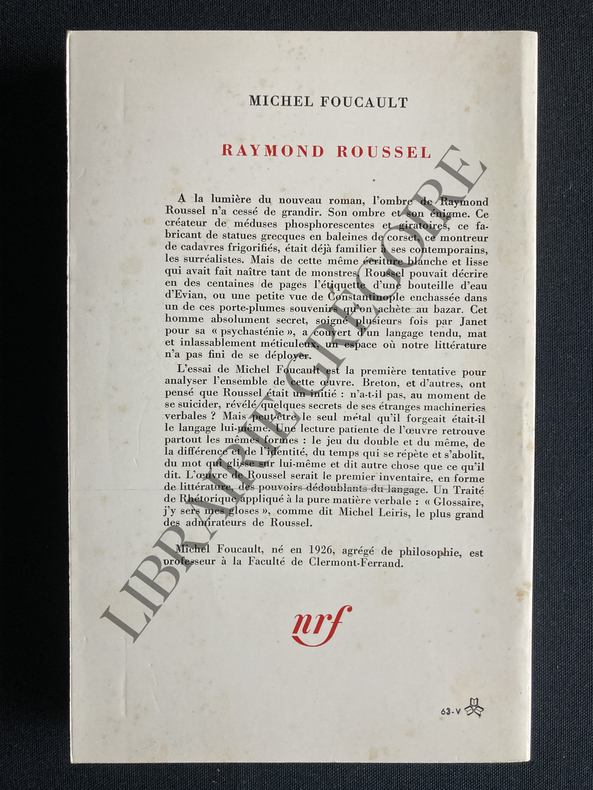 MICHEL FOUCAULT
RAYMOND ROUSSEL
A la lumière du nouveau roman, l'ombre de Raymond
Roussel n'a cessé de grandir. Son ombre et son énigme. Ce
créateur de méduses phosphorescentes et giratoires, ce fa-
bricant de statues grecques en baleines de corset, ce montreur
de cadavres frigorifiés, était déjà familier à ses contemporains,
les surréalistes. Mais de cette même écriture blanche et lisse
qui avait fait naître tant de monstres, Roussel pouvait décrire
en des centaines de pages l'étiquette d'une bouteille d'eau
d'Evian, ou une petite vue de Constantinople enchassée dans
un de ces porte-plumes souvenirs qu'on achète au bazar. Cet
homme absolument secret, soigné plusieurs fois par Janet
pour sa « psychasténie », a couvert d'un langage tendu, mat
et inlassablement méticuleux, un espace où notre littérature
n'a pas fini de se déployer.
L'essai de Michel Foucault est la première tentative pour
analyser l'ensemble de cette œuvre. Breton, et d'autres, ont
pensé que Roussel était un initié : n'a-t-il pas, au moment de
se suicider, révélé quelques secrets de ses étranges machineries
verbales ? Mais peut-être le seul métal qu'il forgeait était-il
le langage lui-même. Une lecture patiente de l'œuvre retrouve
partout les mêmes formes : le jeu du double et du même, de
la différence et de l'identité, du temps qui se répète et s'abolit,
du mot qui glisse sur lui-même et dit autre chose que ce qu'il
dit. L'œuvre de Roussel serait le premier inventaire, en forme
de littérature, des pouvoirs dédoublants du langage. Un Traité
de Rhétorique appliqué à la pure matière verbale : « Glossaire,
j'y sers mes gloses », comme dit Michel Leiris, le plus grand
des admirateurs de Roussel.
Michel Foucault, né en 1926, agrégé de philosophie, est
professeur à la Faculté de Clermont-Ferrand.
nrf
63-V
LIBRAIRIE GRÉGOIRE